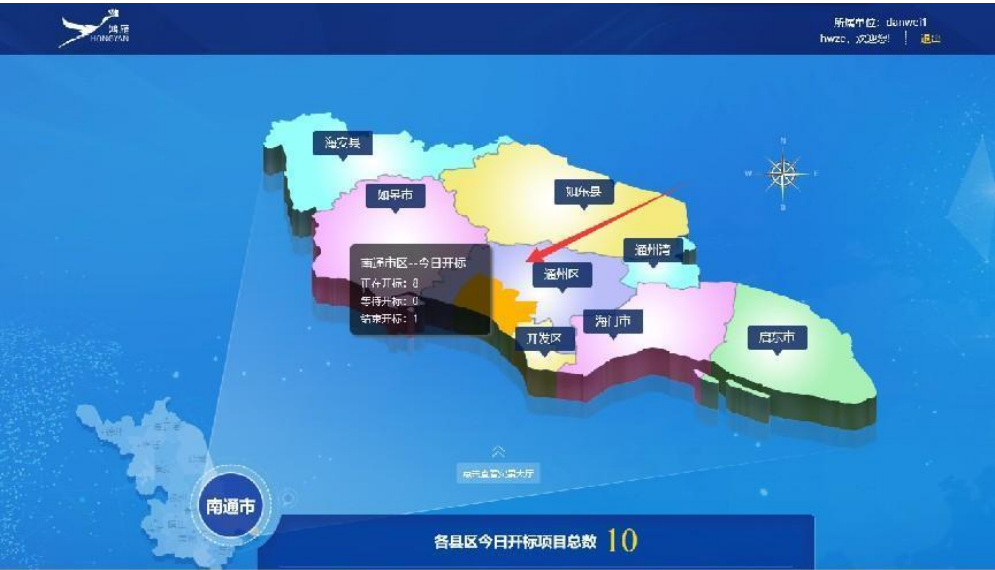 鸿雁
HONGYAN
所属单位：danwei1
hwzc，欢迎您！ 退出
海安县
如皋市
如东县
南通市区--今日开标
正在开标：8
等待开标：0
结束开标：1
通州湾
通州区
海门市
开发区
启东市
N
W
E
S
南通市
各县区今日开标项目总数 10